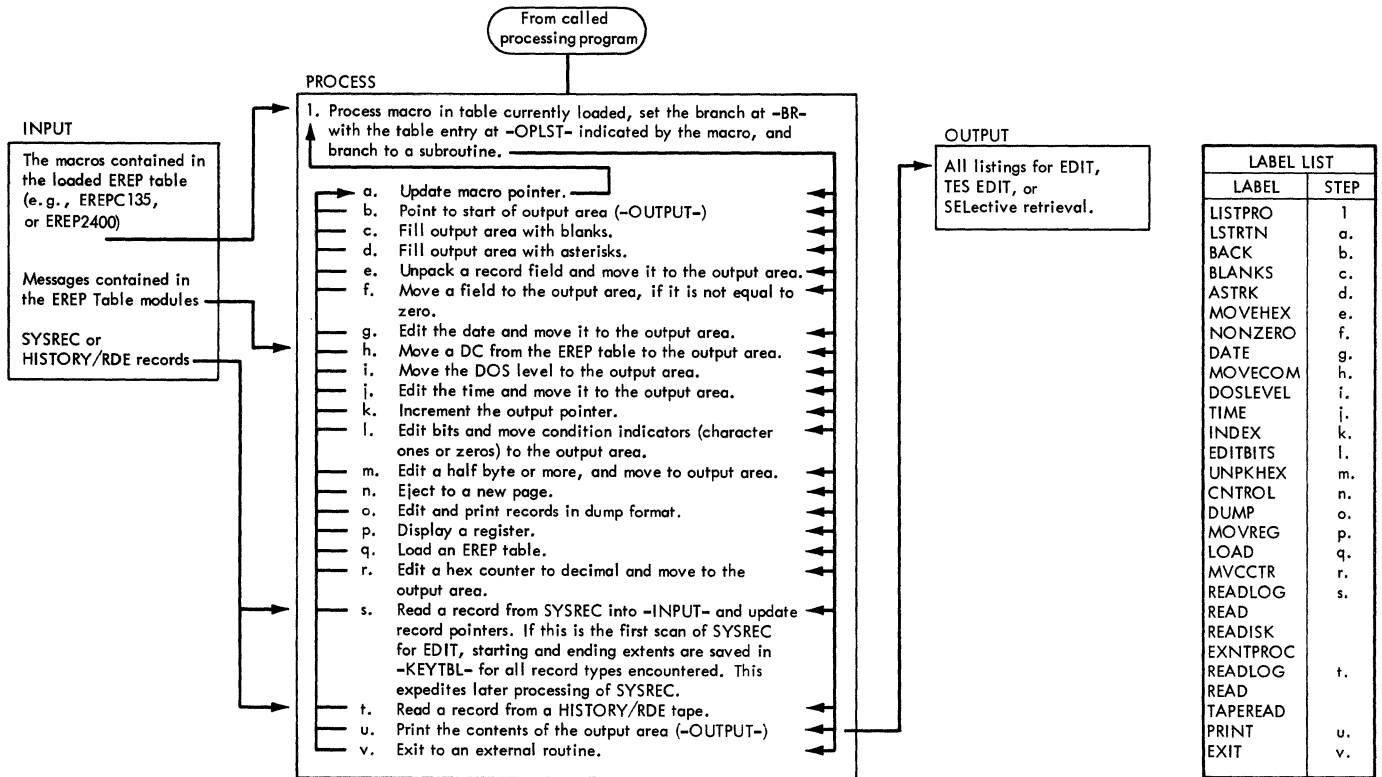 From called
processing program
PROCESS
1. Process macro in table currently loaded, set the branch at -BR-
with the table entry at -OPLST- indicated by the macro, and
branch to a subroutine.
a. Update macro pointer.
b. Point to start of output area (-OUTPUT-)
c. Fill output area with blanks.
d. Fill output area with asterisks.
e. Unpack a record field and move it to the output area.
f. Move a field to the output area, if it is not equal to
zero.
g. Edit the date and move it to the output area.
h. Move a DC from the EREP table to the output area.
i. Move the DOS level to the output area.
j. Edit the time and move it to the output area.
k. Increment the output pointer.
l. Edit bits and move condition indicators (character
ones or zeros) to the output area.
m. Edit a half byte or more, and move to output area.
n. Eject to a new page.
o. Edit and print records in dump format.
p. Display a register.
q. Load an EREP table.
r. Edit a hex counter to decimal and move to the
output area.
s. Read a record from SYSREC into -INPUT- and update
record pointers. If this is the first scan of SYSREC
for EDIT, starting and ending extents are saved in
-KEYTBL- for all record types encountered. This
expedites later processing of SYSREC.
t. Read a record from a HISTORY/RDE tape.
u. Print the contents of the output area (-OUTPUT-)
v. Exit to an external routine.
INPUT
The macros contained in
the loaded EREP table
(e.g., EREPC135,
or EREP2400)
Messages contained in
the EREP Table modules
SYSREC or
HISTORY/RDE records
OUTPUT
All listings for EDIT,
TES EDIT, or
SELective retrieval.
LABEL LIST
LABEL STEP
LISTPRO 1
LSTRTN a.
BACK b.
BLANKS c.
ASTRK d.
MOVEHEX e.
NONZERO f.
DATE g.
MOVECOM h.
DOSLEVEL i.
TIME j.
INDEX k.
EDITBITS l.
UNPKHEX m.
CNTROL n.
DUMP o.
MOVREG p.
LOAD q.
MVCCTR r.
READLOG s.
READ
READISK
EXNTPROC
READLOG t.
READ
TAPEREAD
PRINT u.
EXIT v.